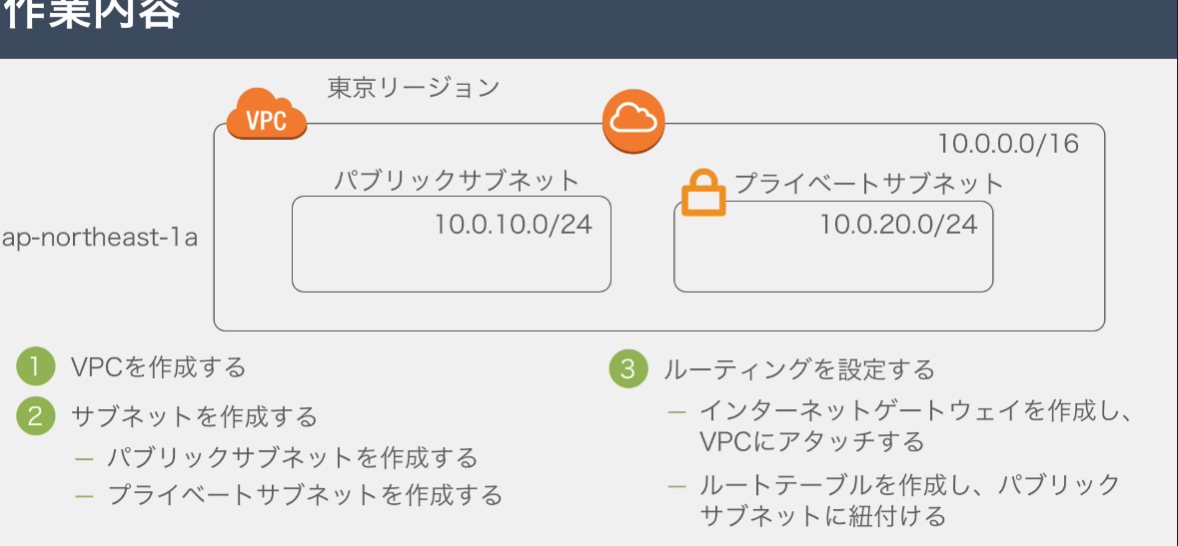 作業内容
東京リージョン
VPC
10.0.0.0/16
パブリックサブネット
プライベートサブネット
10.0.10.0/24
10.0.20.0/24
ap-northeast-1a
1 VPCを作成する
2 サブネットを作成する
– パブリックサブネットを作成する
– プライベートサブネットを作成する
3 ルーティングを設定する
– インターネットゲートウェイを作成し、
VPCにアタッチする
– ルートテーブルを作成し、パブリック
サブネットに紐付ける